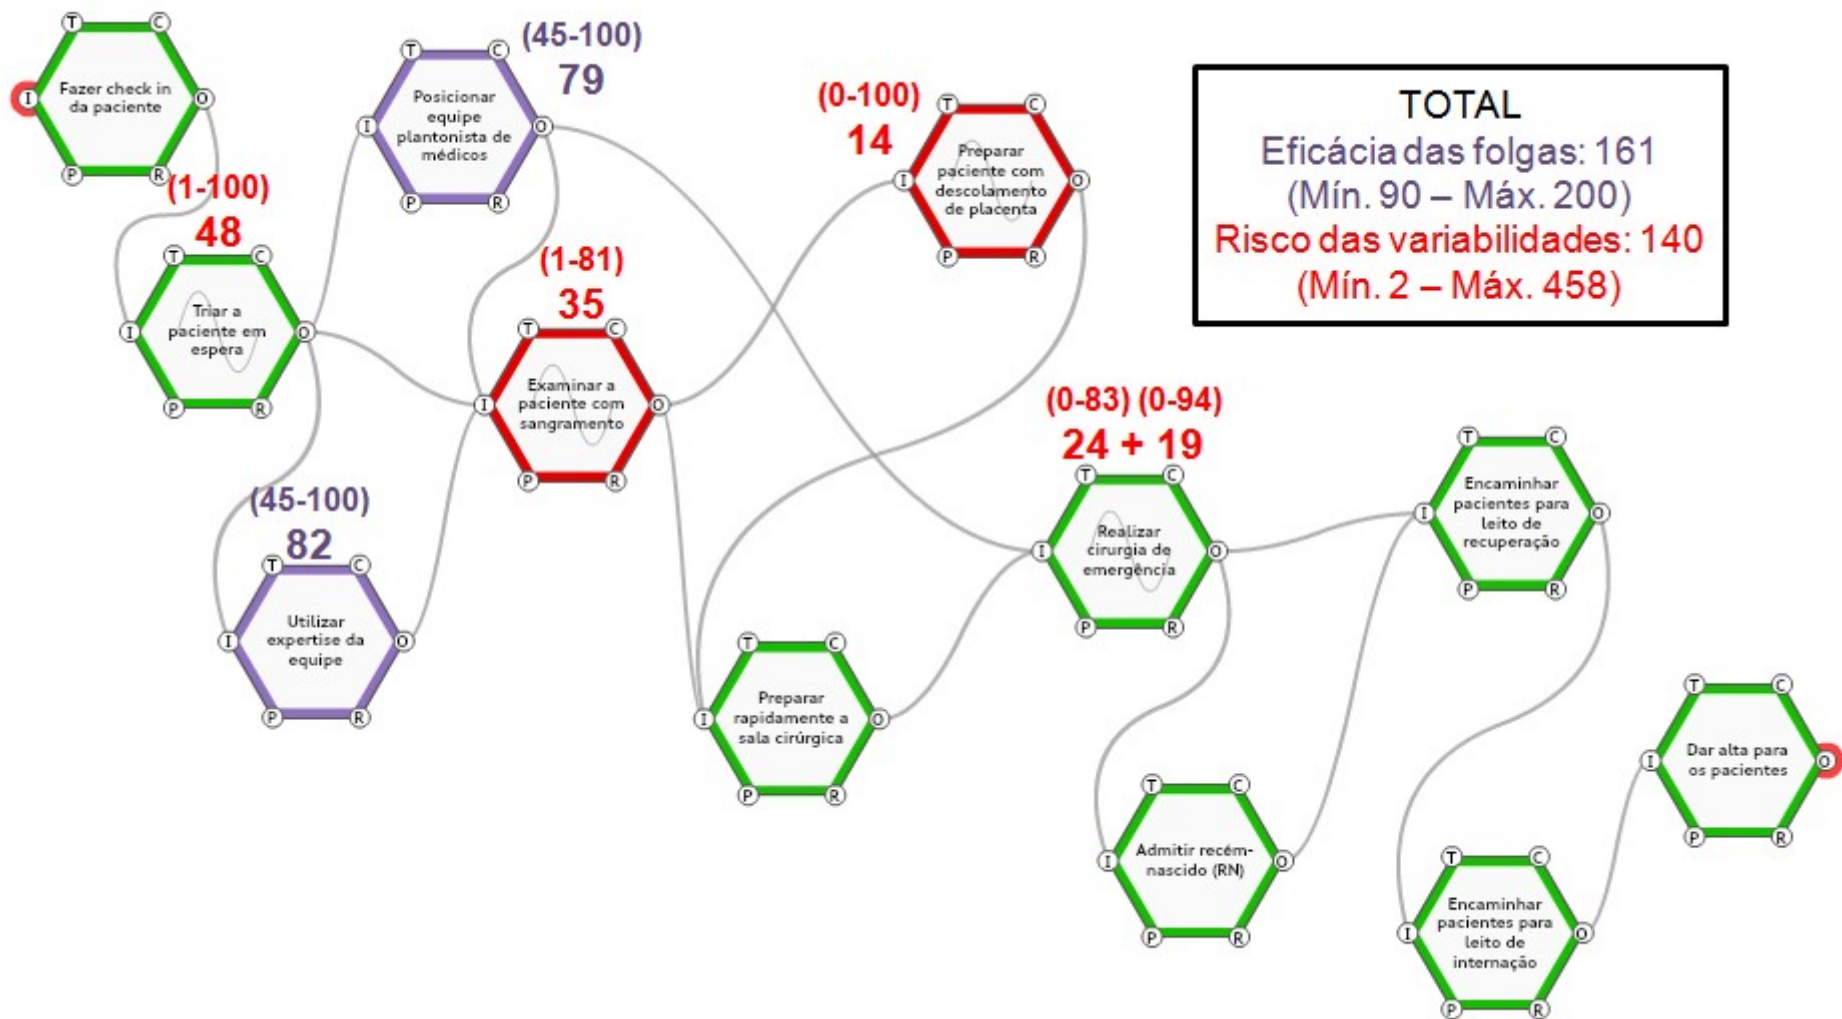 T
C
Fazer check in
da paciente
I
O
P
R
(1-100)
48
T
C
Triar a
paciente em
espera
I
O
P
R
(45-100)
79
T
C
Posicionar
equipe
plantonista de
médicos
I
O
P
R
(45-100)
82
T
C
Utilizar
expertise da
equipe
I
O
P
R
(1-81)
35
T
C
Examinar a
paciente com
sangramento
I
O
P
R
(0-100)
14
T
C
Preparar
paciente com
descolamento
de placenta
I
O
P
R
T
C
Preparar
rapidamente a
sala cirúrgica
I
O
P
R
(0-83) (0-94)
24 + 19
T
C
Realizar
cirurgia de
emergência
I
O
P
R
T
C
Admitir recém-
nascido (RN)
I
O
P
R
T
C
Encaminhar
pacientes para
leito de
recuperação
I
O
P
R
T
C
Encaminhar
pacientes para
leito de
internação
I
O
P
R
T
C
Dar alta para
os pacientes
I
O
P
R
TOTAL
Eficácia das folgas: 161
(Mín. 90 – Máx. 200)
Risco das variabilidades: 140
(Mín. 2 – Máx. 458)